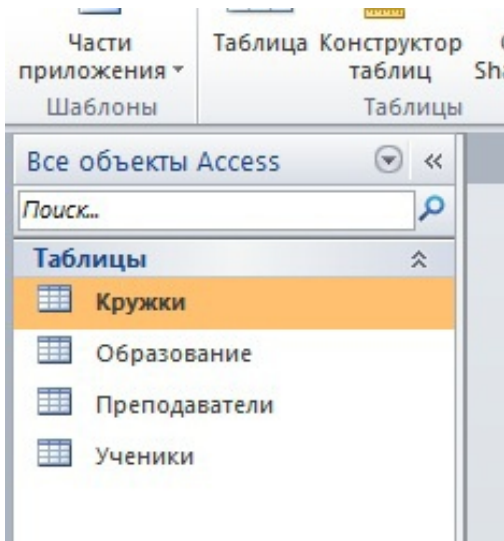 Части
приложения
Таблица
Конструктор
таблиц
Шаблоны
Таблицы
Все объекты Access
Поиск...
Таблицы
Кружки
Образование
Преподаватели
Ученики